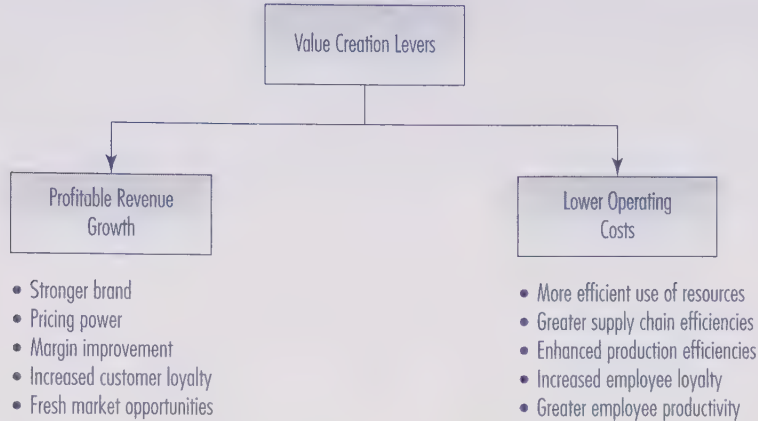 Value Creation Levers
Profitable Revenue
Growth
• Stronger brand
• Pricing power
• Margin improvement
• Increased customer loyalty
• Fresh market opportunities
Lower Operating
Costs
• More efficient use of resources
• Greater supply chain efficiencies
• Enhanced production efficiencies
• Increased employee loyalty
• Greater employee productivity